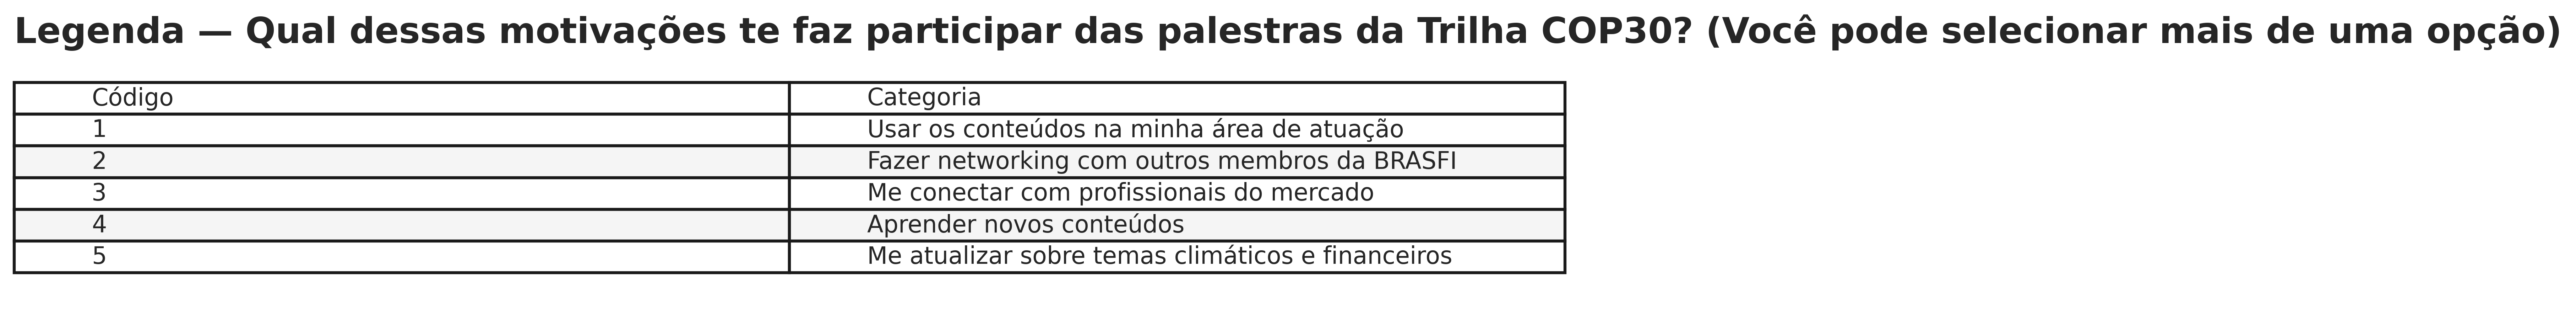 Legenda — Qual dessas motivações te faz participar das palestras da Trilha COP30? (Você pode selecionar mais de uma opção)
Código Categoria
1 Usar os conteúdos na minha área de atuação
2 Fazer networking com outros membros da BRASFI
3 Me conectar com profissionais do mercado
4 Aprender novos conteúdos
5 Me atualizar sobre temas climáticos e financeiros